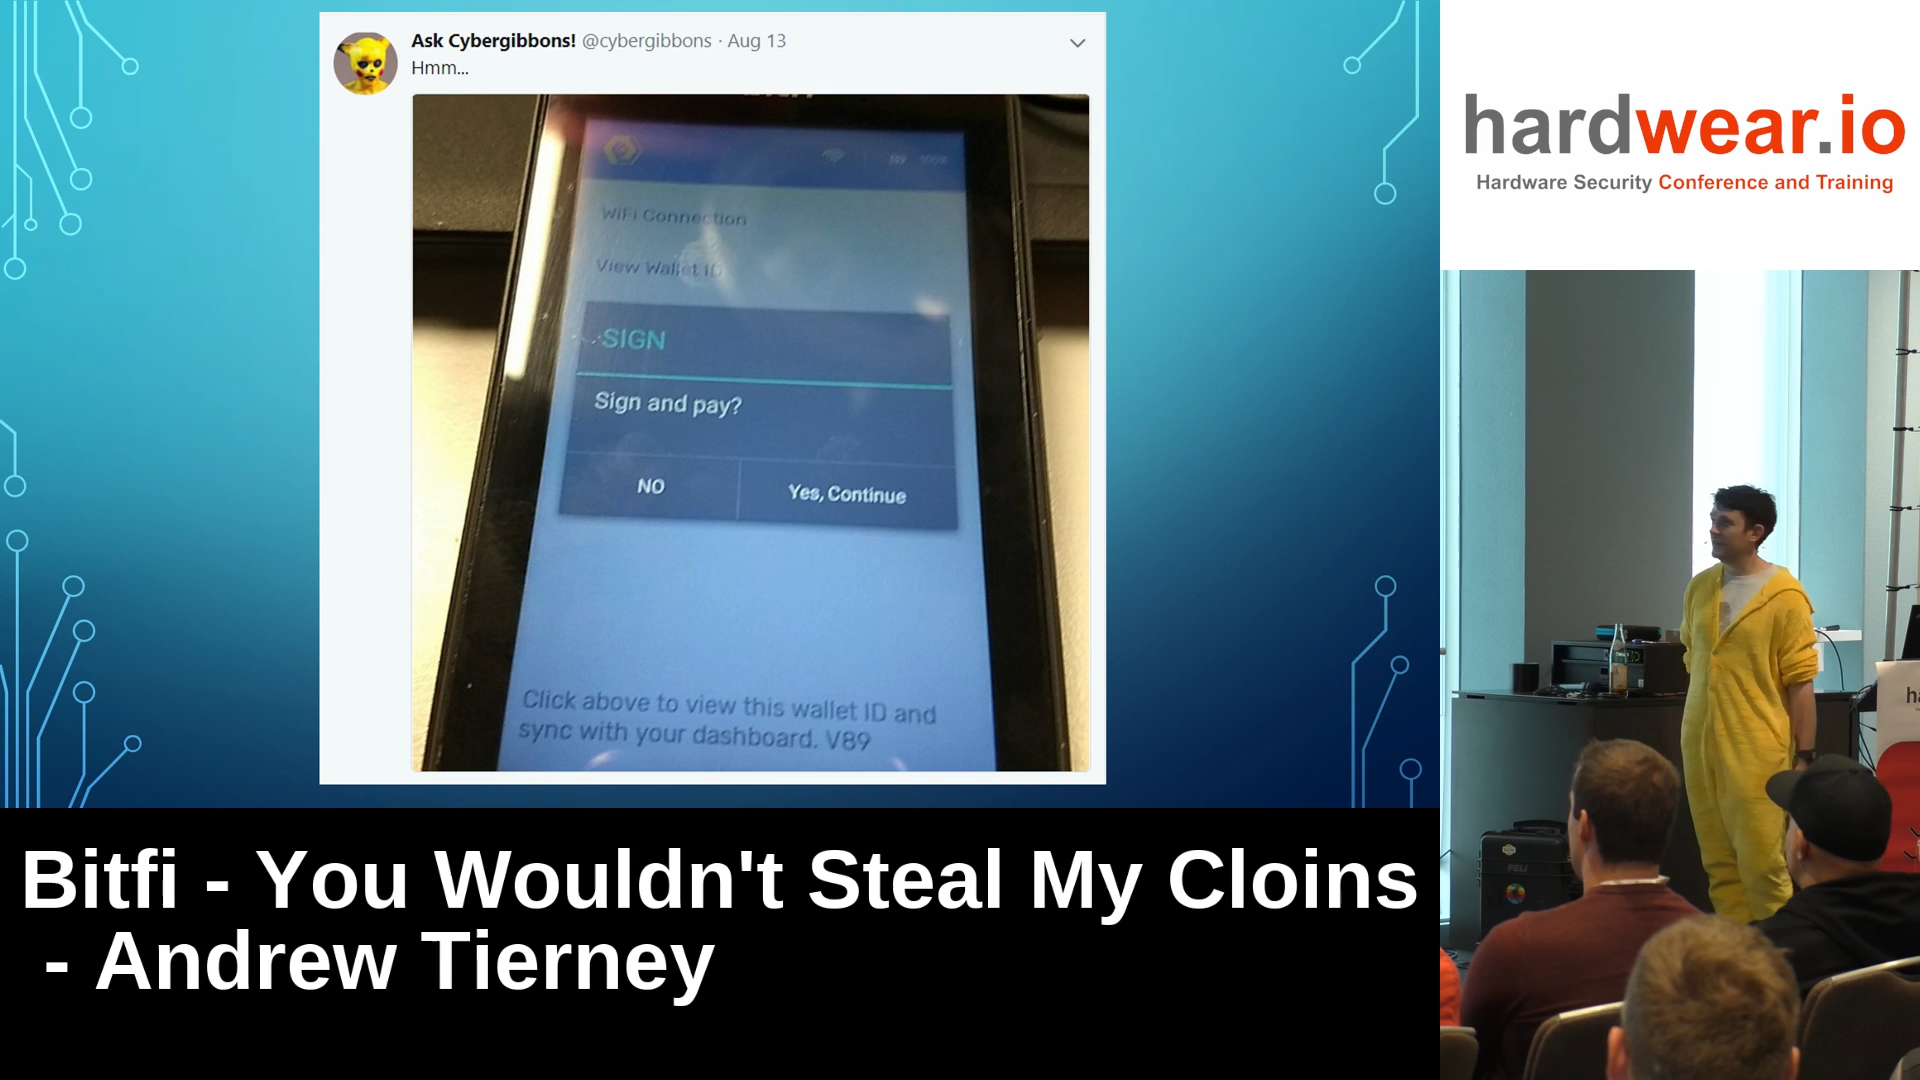 Ask Cybergibbons! @cybergibbons · Aug 13
Hmm...
WiFi Connection
View Wallet ID
SIGN
Sign and pay?
NO Yes, Continue
Click above to view this wallet ID and
sync with your dashboard. V89
hardwear.io
Hardware Security Conference and Training
PELI
ha
Bitfi - You Wouldn't Steal My Cloins
- Andrew Tierney